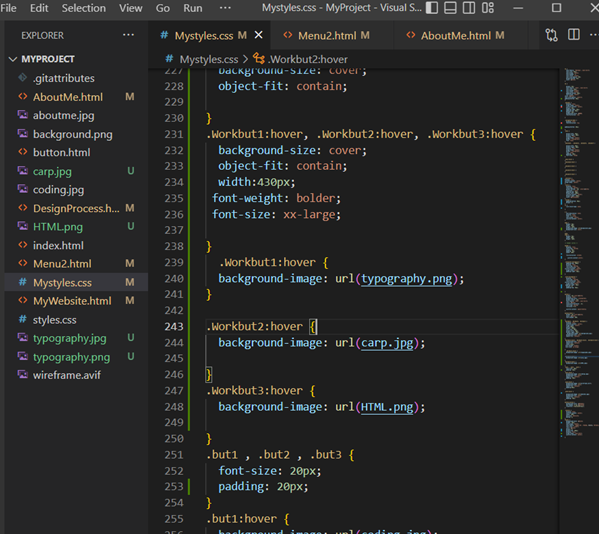 File Edit Selection View Go Run ··· Mystyles.css - MyProject - Visual S...
EXPLORER ···
MYPROJECT
.gitattributes
AboutMe.html M
aboutme.jpg
background.png
button.html
carp.jpg U
coding.jpg
DesignProcess.h... M
HTML.png U
index.html
Menu2.html M
Mystyles.css M
MyWebsite.html M
styles.css
typography.jpg U
typography.png U
wireframe.avif
Mystyles.css M Menu2.html M AboutMe.html M
Mystyles.css > .Workbut2:hover
227 background-size: cover;
228 object-fit: contain;
229
230 }
231 .Workbut1:hover, .Workbut2:hover, .Workbut3:hover {
232 background-size: cover;
233 object-fit: contain;
234 width:430px;
235 font-weight: bolder;
236 font-size: xx-large;
237
238 }
239 .Workbut1:hover {
240 background-image: url(typography.png);
241 }
242
243 .Workbut2:hover {
244 background-image: url(carp.jpg);
245
246 }
247 .Workbut3:hover {
248 background-image: url(HTML.png);
249
250 }
251 .but1 , .but2 , .but3 {
252 font-size: 20px;
253 padding: 20px;
254 }
255 .but1:hover {
256 background-image: url(coding.jpg);